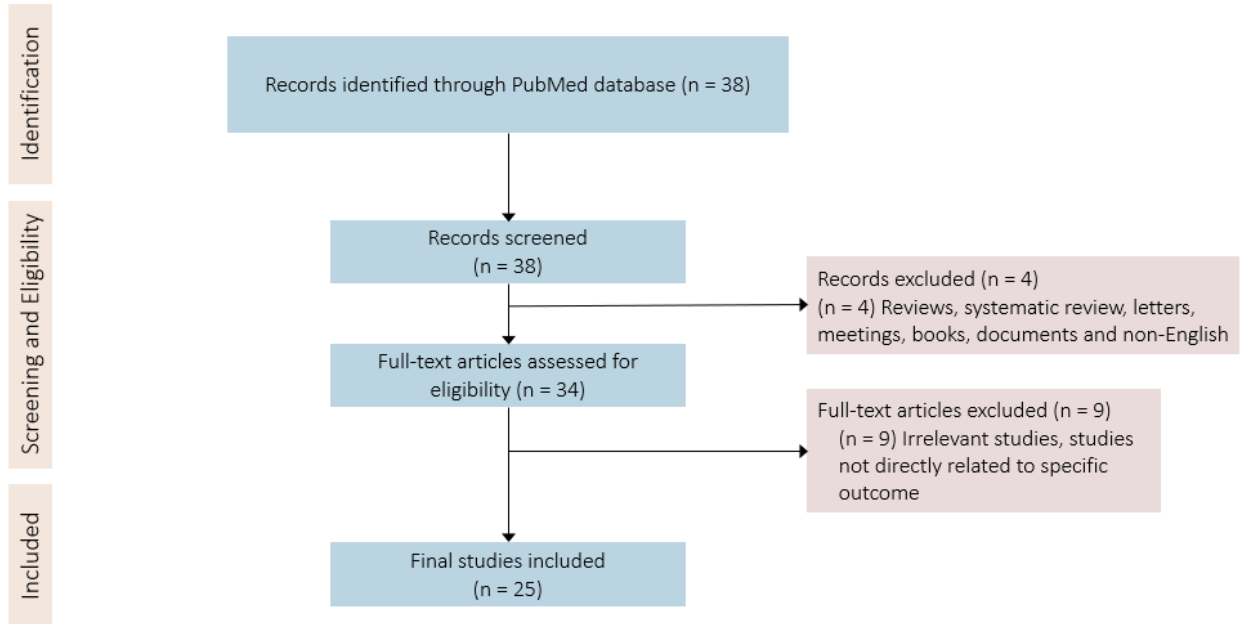 Identification
Records identified through PubMed database (n = 38)
Screening and Eligibility
Records screened
(n = 38)
Records excluded (n = 4)
(n = 4) Reviews, systematic review, letters,
meetings, books, documents and non-English
Full-text articles assessed for
eligibility (n = 34)
Full-text articles excluded (n = 9)
(n = 9) Irrelevant studies, studies
not directly related to specific
outcome
Included
Final studies included
(n = 25)